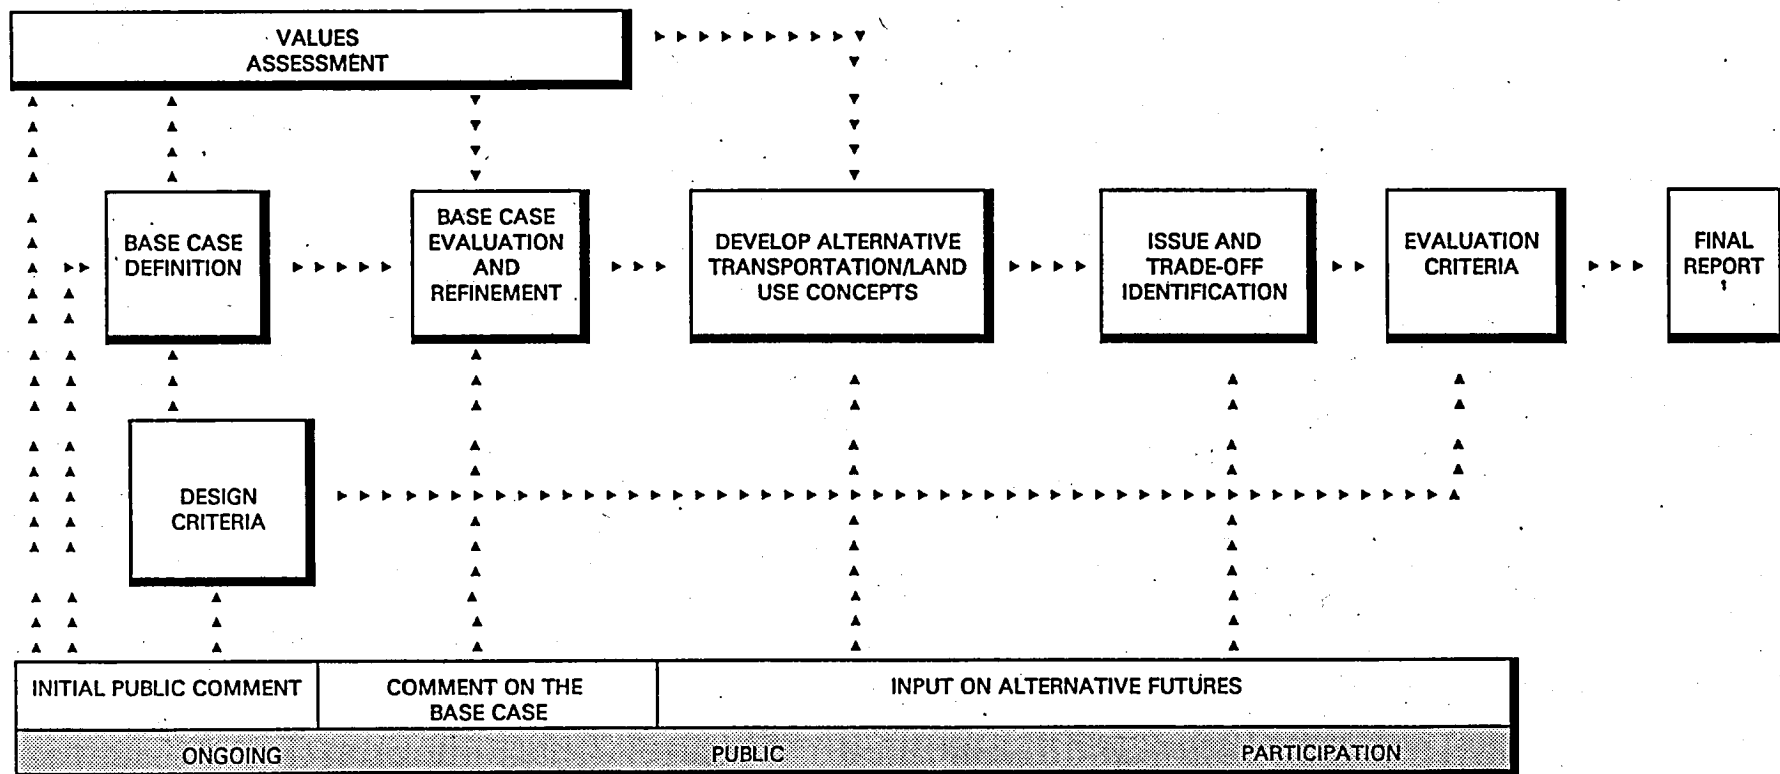 VALUES
ASSESSMENT
BASE CASE
DEFINITION
BASE CASE
EVALUATION
AND
REFINEMENT
DEVELOP ALTERNATIVE
TRANSPORTATION/LAND
USE CONCEPTS
ISSUE AND
TRADE-OFF
IDENTIFICATION
EVALUATION
CRITERIA
FINAL
REPORT
DESIGN
CRITERIA
INITIAL PUBLIC COMMENT
COMMENT ON THE
BASE CASE
INPUT ON ALTERNATIVE FUTURES
ONGOING PUBLIC PARTICIPATION